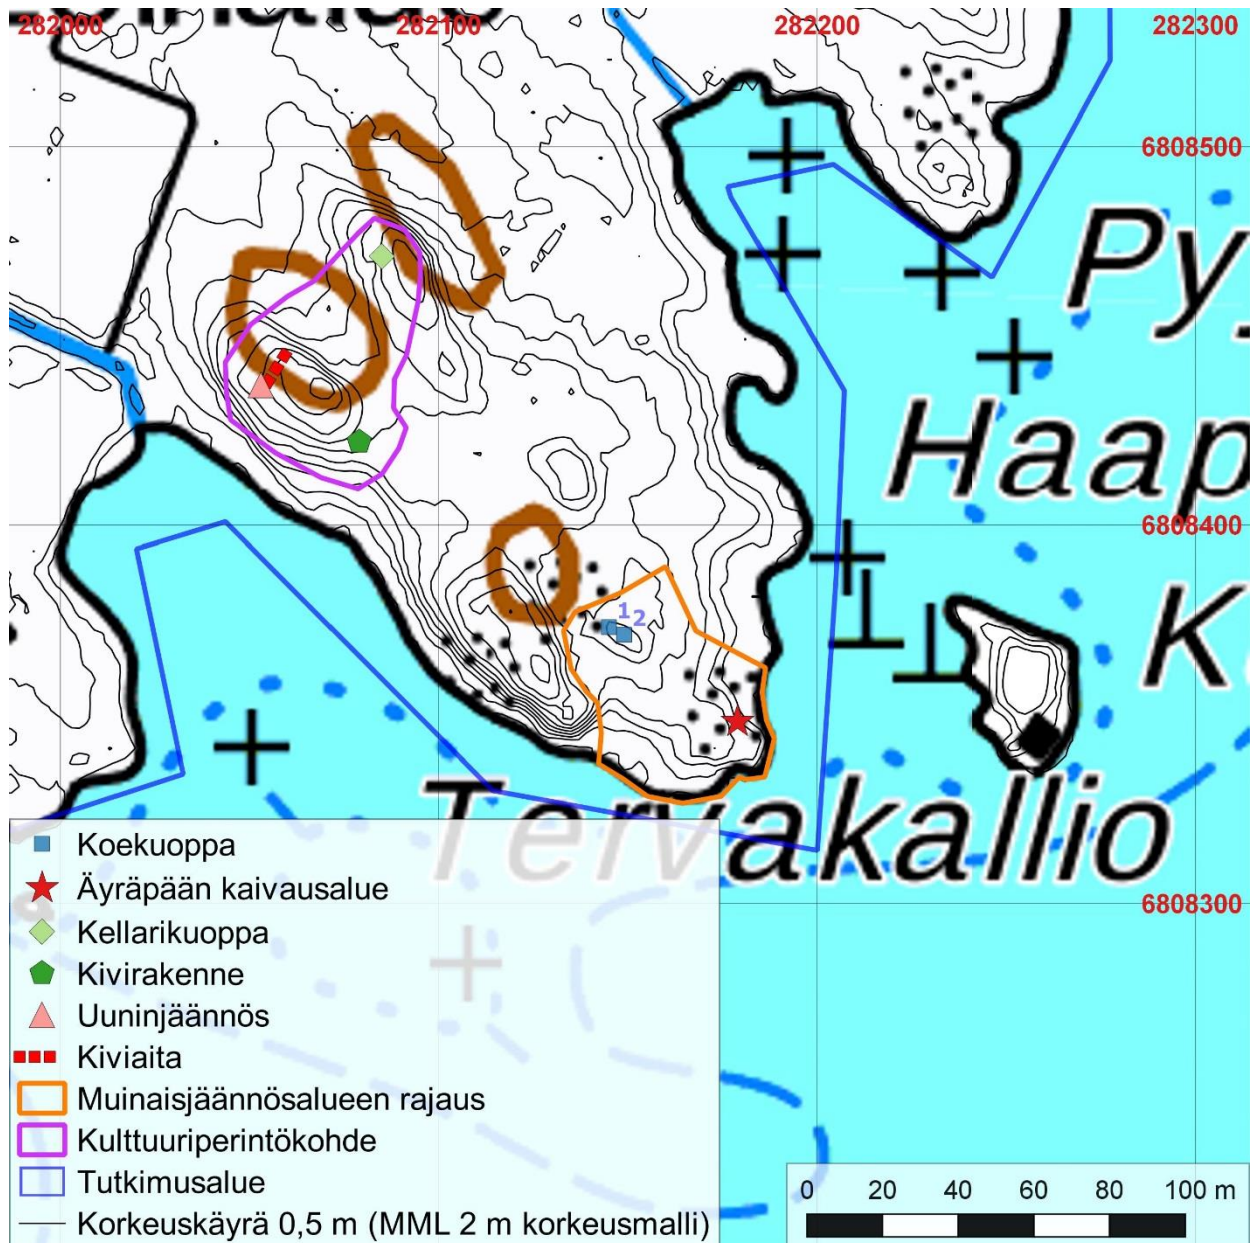 282000 282100 282200 282300
6808500
Py
Haap
6808400
1 2
K
Tervakallio
6808300
Koekuoppa
Äyräpään kaivausalue
Kellarikuoppa
Kivirakenne
Uuninjäännös
Kiviaita
Muinaisjäännösalueen rajaus
Kulttuuriperintökohde
Tutkimusalue
Korkeuskäyrä 0,5 m (MML 2 m korkeusmalli)
0 20 40 60 80 100 m